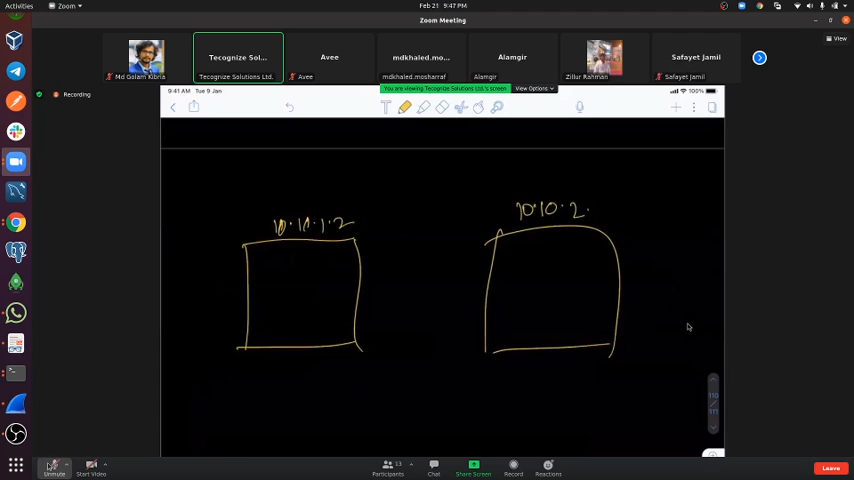 Activities
Zoom
Feb 21 9:47 PM
Zoom Meeting
View
Tecognize Sol...
Avee
mdkhaled.mo...
Alamgir
Safayet Jamil
Md Golam Kibria
Tecognize Solutions Ltd.
Avee
mdkhaled.mosharraf
Alamgir
Zillur Rahman
Safayet Jamil
You are viewing Tecognize Solutions Ltd.'s screen
View Options
Recording
9:41 AM Tue 9 Jan
100%
10.10.1.2
10.10.2.
110
111
Unmute
Start Video
Participants
13
Chat
Share Screen
Record
Reactions
Leave